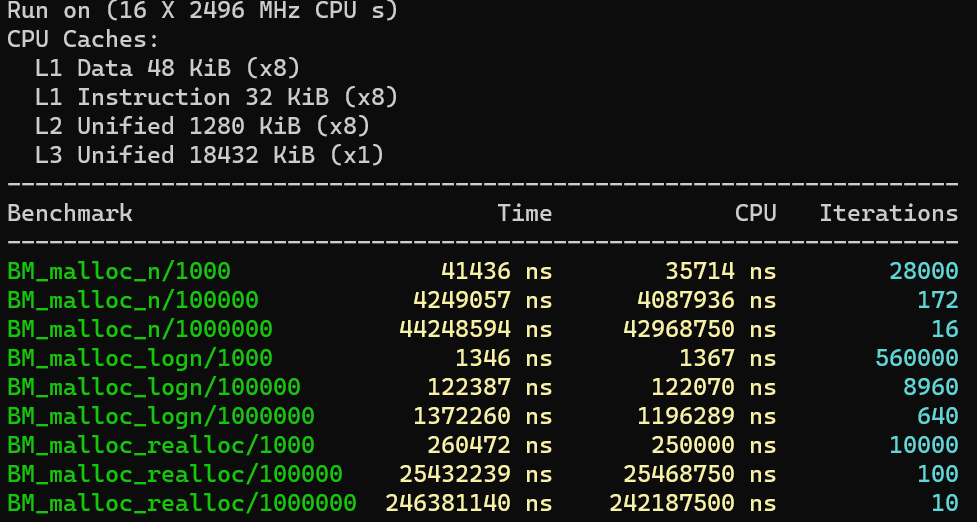 Run on (16 X 2496 MHz CPU s)
CPU Caches:
  L1 Data 48 KiB (x8)
  L1 Instruction 32 KiB (x8)
  L2 Unified 1280 KiB (x8)
  L3 Unified 18432 KiB (x1)
--------------------------------------------------------------------
Benchmark                          Time             CPU   Iterations
--------------------------------------------------------------------
BM_malloc_n/1000               41436 ns        35714 ns        28000
BM_malloc_n/100000           4249057 ns      4087936 ns          172
BM_malloc_n/1000000         44248594 ns     42968750 ns           16
BM_malloc_logn/1000             1346 ns         1367 ns       560000
BM_malloc_logn/100000         122387 ns       122070 ns         8960
BM_malloc_logn/1000000       1372260 ns      1196289 ns          640
BM_malloc_realloc/1000        260472 ns       250000 ns        10000
BM_malloc_realloc/100000    25432239 ns     25468750 ns          100
BM_malloc_realloc/1000000  246381140 ns    242187500 ns           10